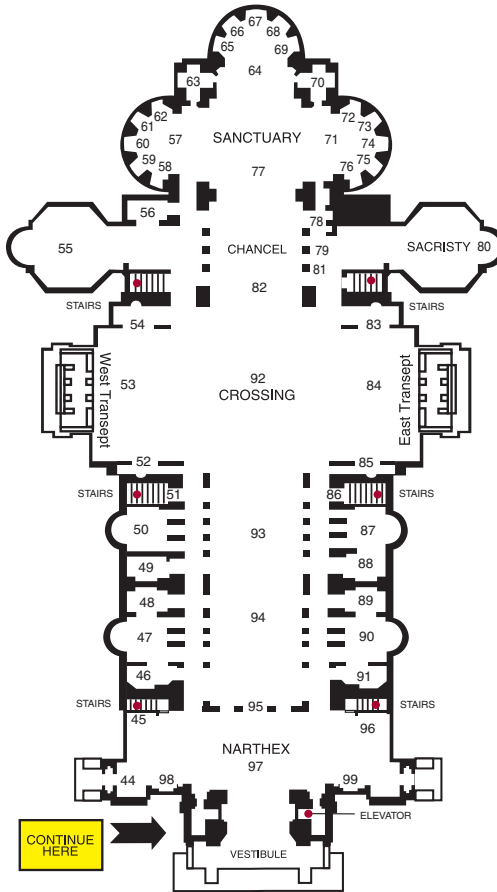 67
66 68
65 69
64
63 70
62 72
61 73
57 SANCTUARY 71
60 74
59 75
58 77 76
56 78
55 CHANCEL 79 SACRISTY 80
81
82
STAIRS STAIRS
54 83
West Transept 53 92 84 East Transept
CROSSING
52 85
STAIRS 51 86 STAIRS
50 93 87
49 88
48 89
94
47 90
46 91
STAIRS STAIRS
45 95 96
NARTHEX
97
44 98 99
ELEVATOR
CONTINUE
HERE
VESTIBULE